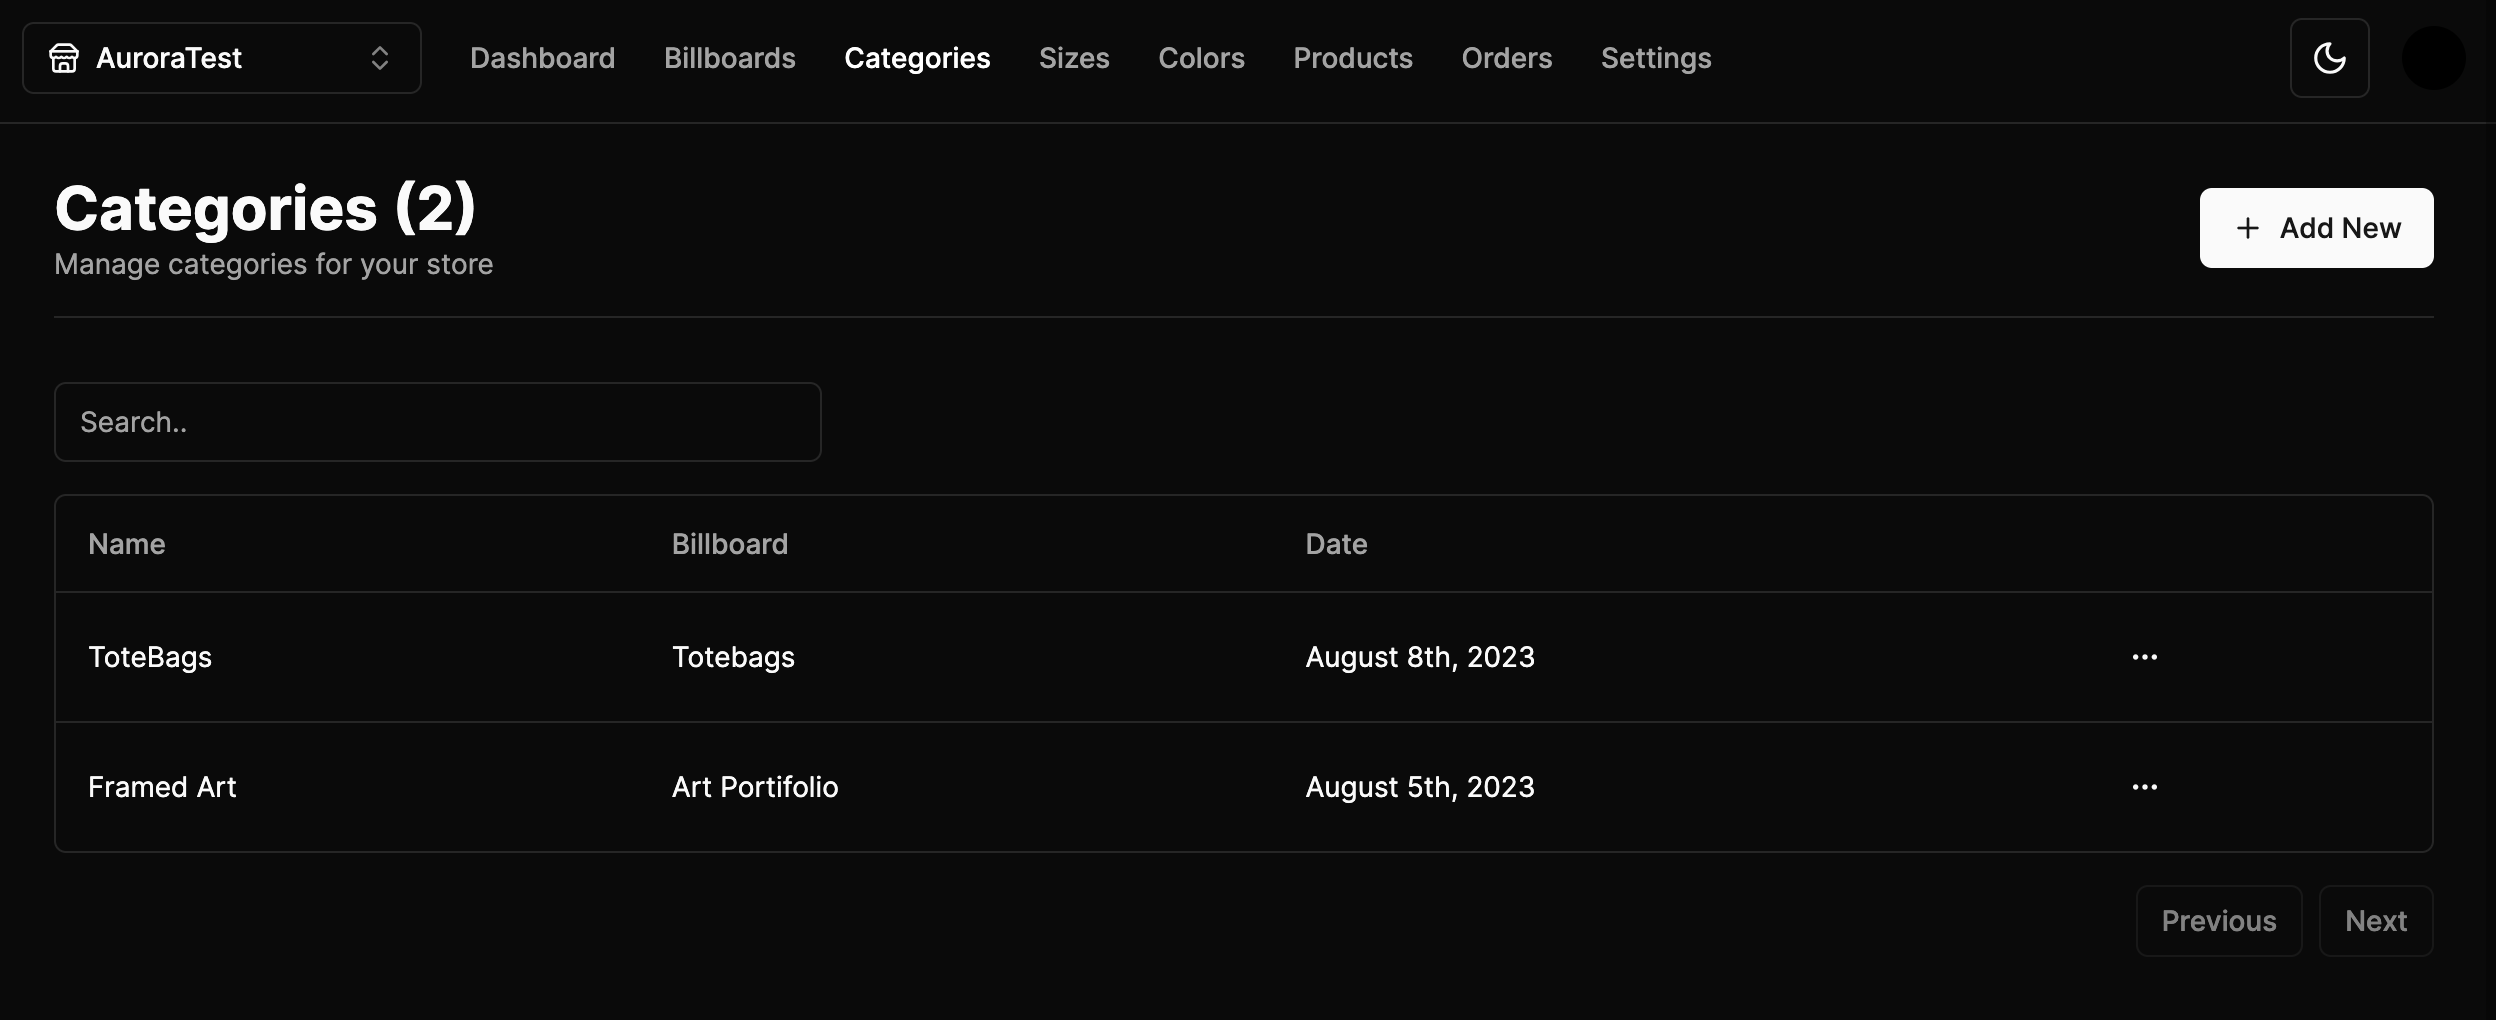 AuroraTest Dashboard Billboards Categories Sizes Colors Products Orders Settings
Categories (2)
Manage categories for your store
Add New
Search..
Name Billboard Date
ToteBags Totebags August 8th, 2023
Framed Art Art Portifolio August 5th, 2023
Previous Next